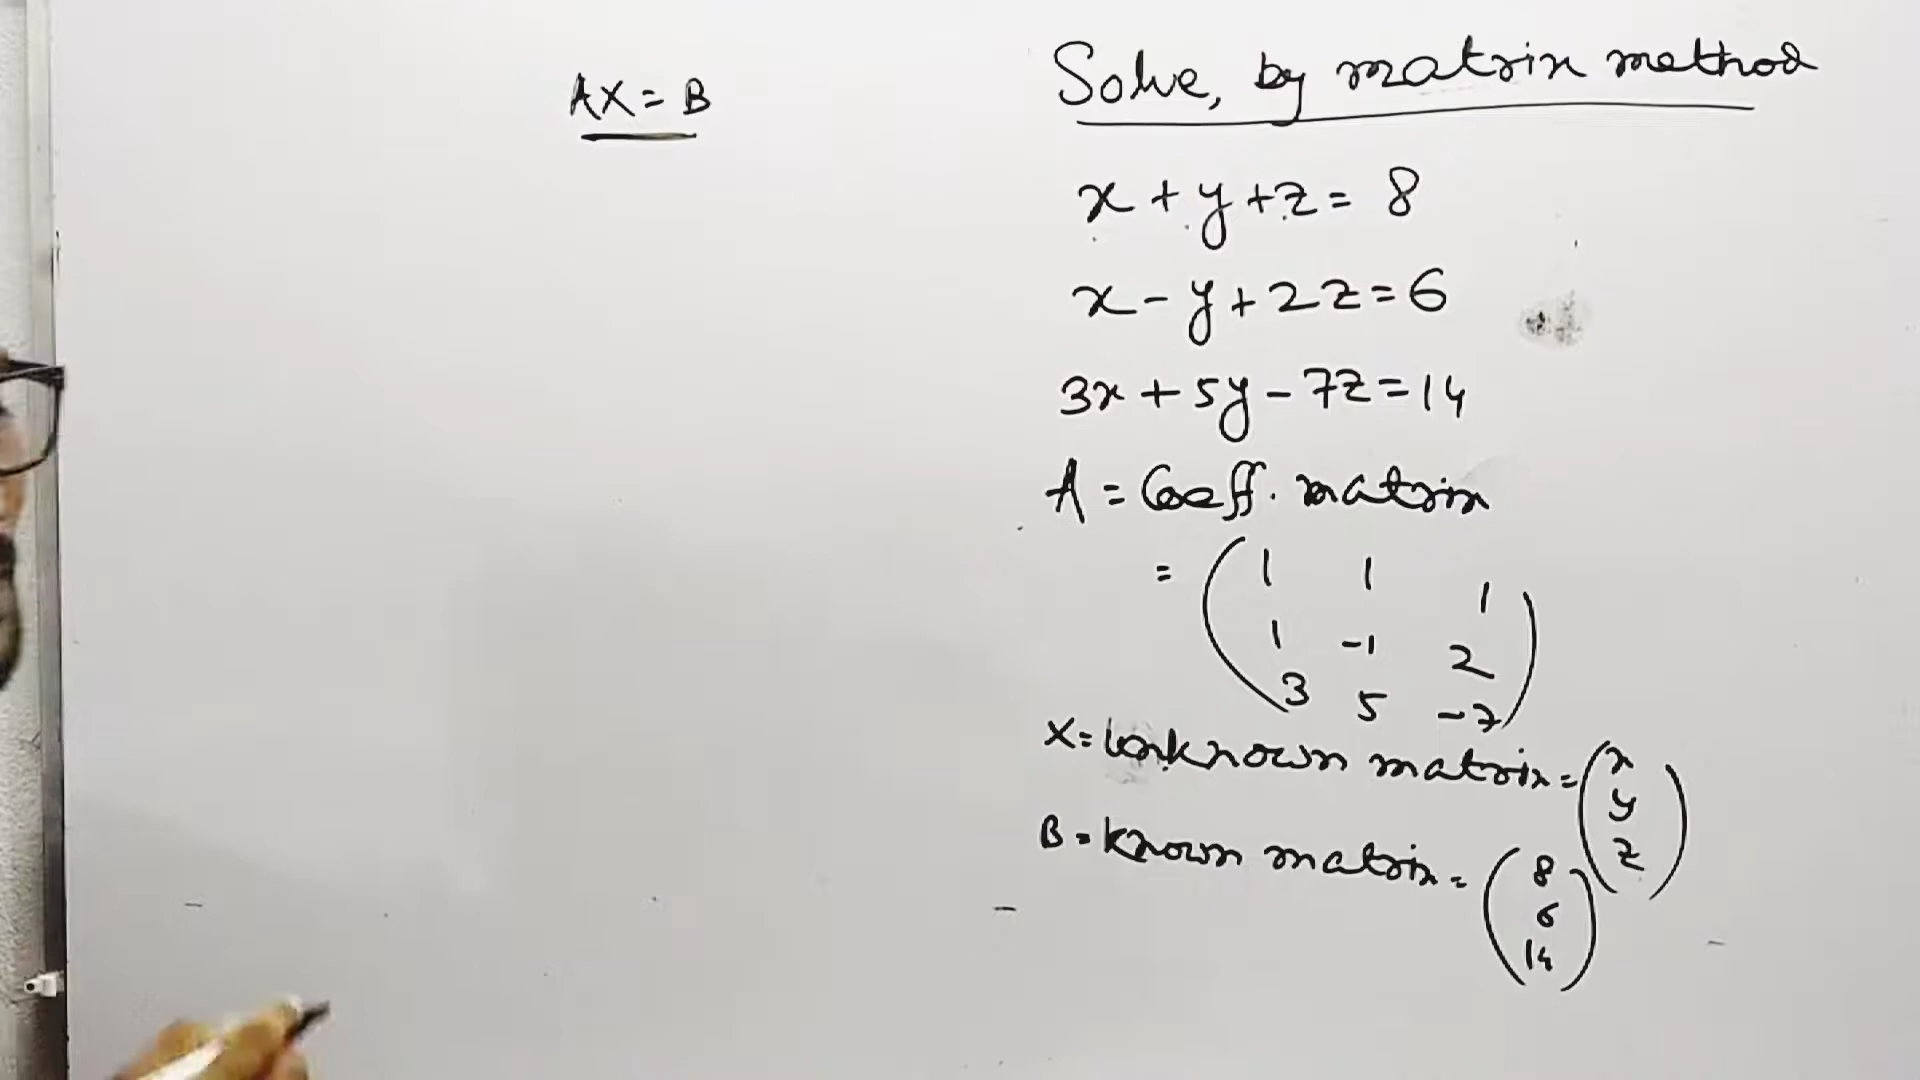 AX = B
Solve, by matrix method
x + y + z = 8
x - y + 2z = 6
3x + 5y - 7z = 14
A = Coeff. matrix
= ( 1 1 1
1 -1 2
3 5 -7 )
X = Unknown matrix = ( x
y
z )
B = Known matrix = ( 8
6
14 )